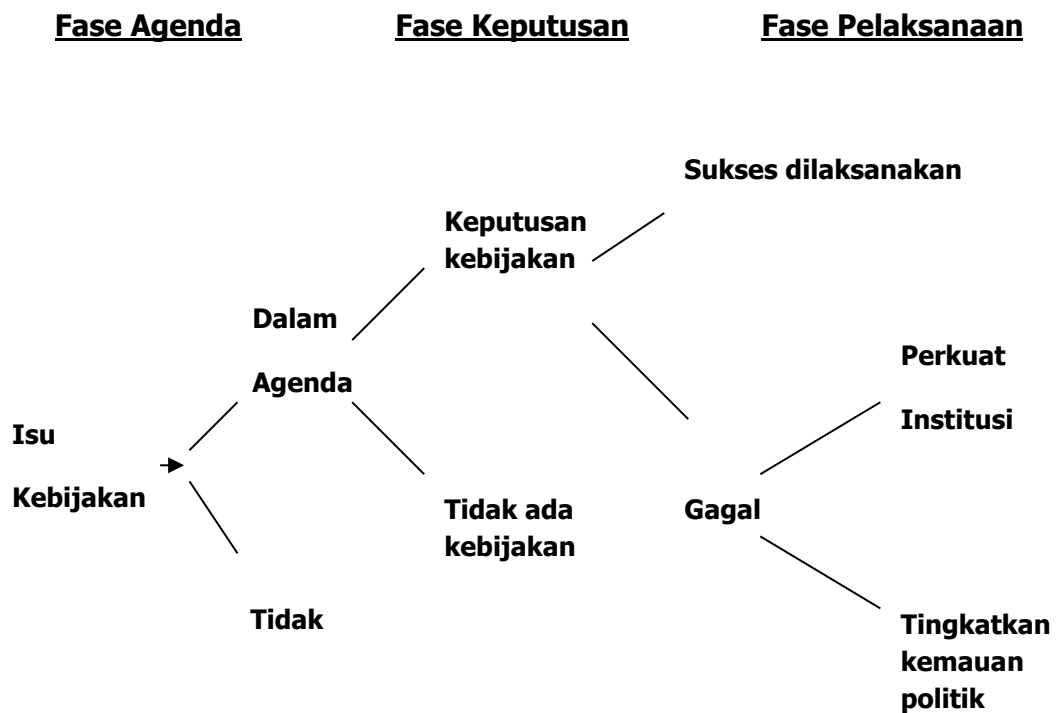 Fase Agenda
Fase Keputusan
Fase Pelaksanaan
Sukses dilaksanakan
Keputusan
kebijakan
Dalam
Agenda
Perkuat
Institusi
Isu
Kebijakan
Tidak ada
kebijakan
Gagal
Tidak
Tingkatkan
kemauan
politik